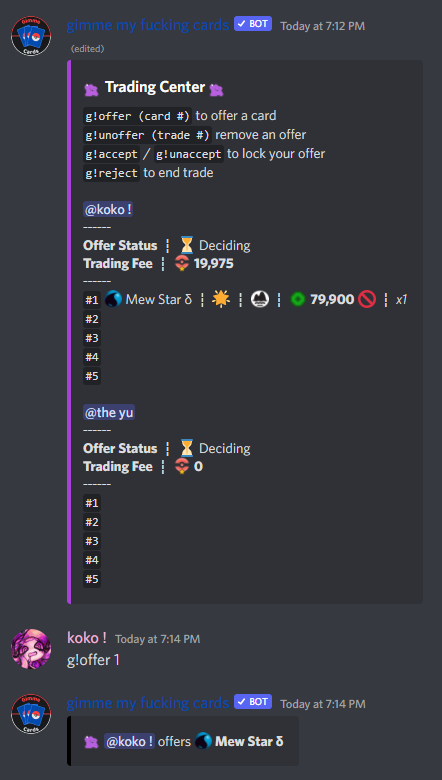 gimme my fucking cards BOT Today at 7:12 PM
(edited)
Trading Center
g!offer (card #) to offer a card
g!unoffer (trade #) remove an offer
g!accept / g!unaccept to lock your offer
g!reject to end trade
@koko !
------
Offer Status ┊ Deciding
Trading Fee ┊ 19,975
------
#1 Mew Star δ ┊ ┊ ┊ 79,900 ┊ x1
#2
#3
#4
#5
@the yu
------
Offer Status ┊ Deciding
Trading Fee ┊ 0
------
#1
#2
#3
#4
#5
koko ! Today at 7:14 PM
g!offer 1
gimme my fucking cards BOT Today at 7:14 PM
@koko ! offers Mew Star δ